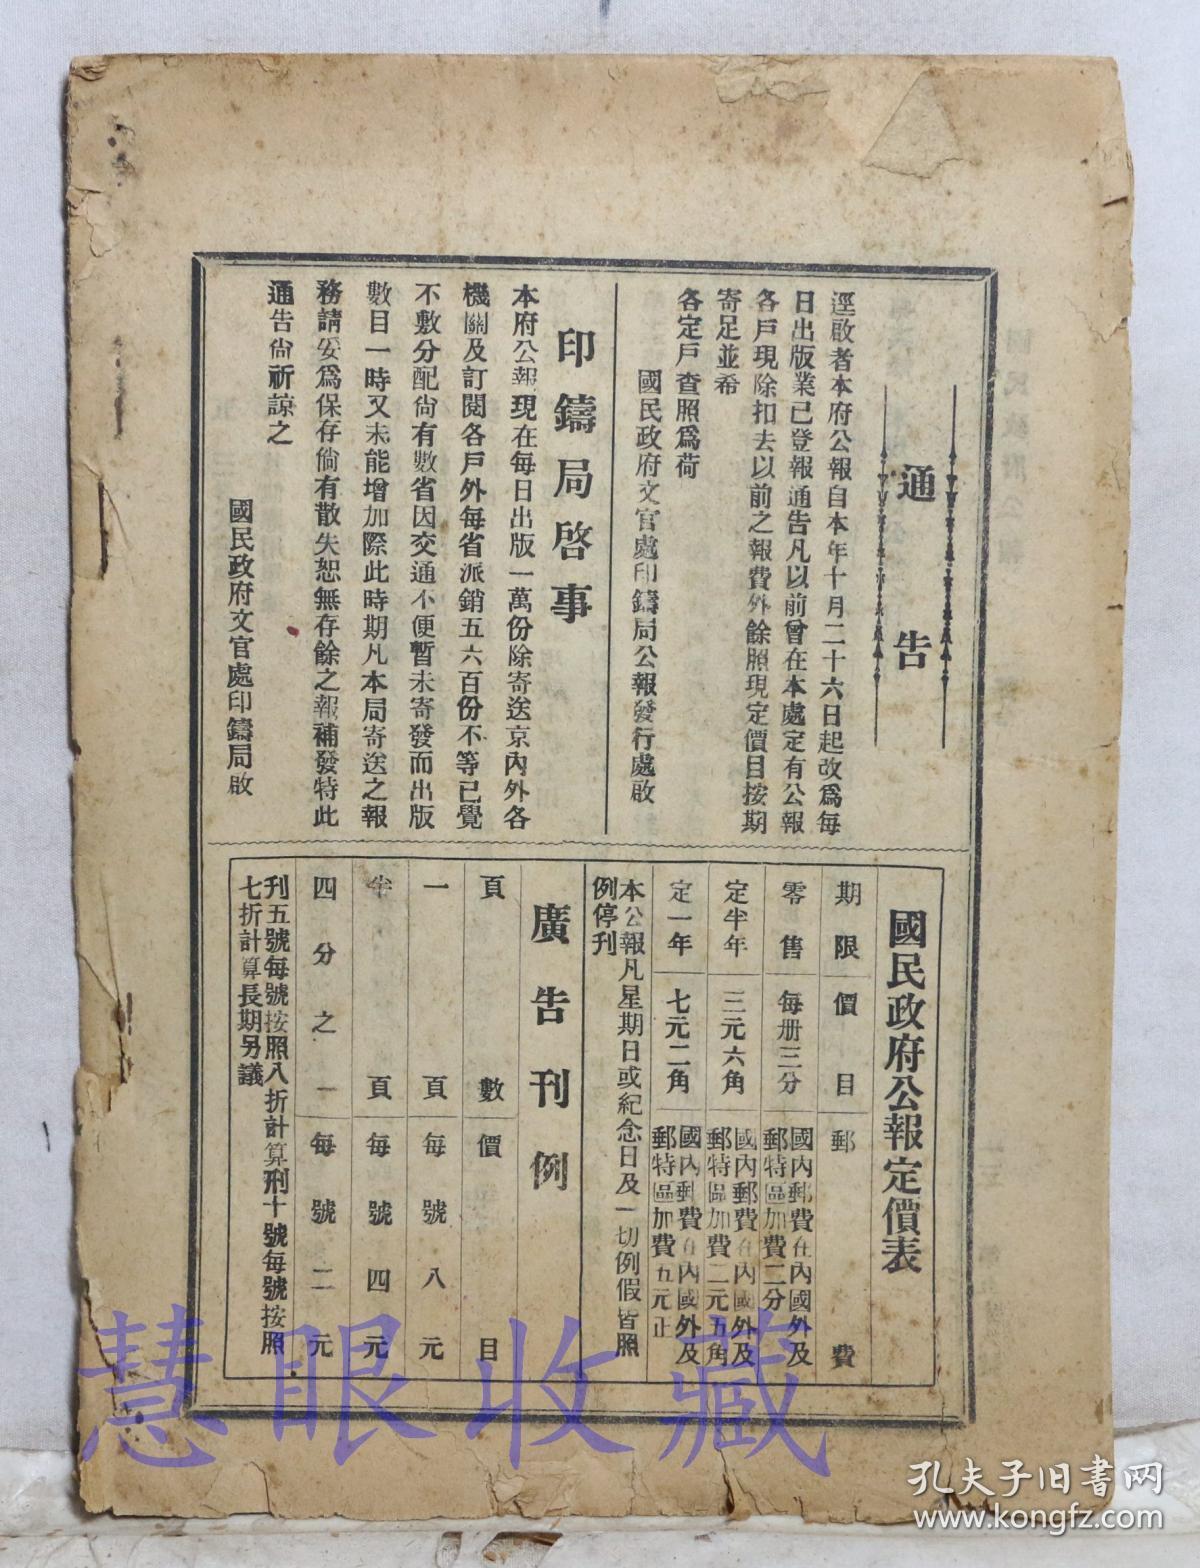 通告
逕啟者本府公報自本年十月二十六日起改爲每
日出版業已登報通告凡以前曾在本處定有公報
各戶現除扣去以前之報費外餘照現定價目按期
寄足並希
各定戶查照爲荷
國民政府文官處印鑄局公報發行處啟
印鑄局啓事
本府公報現在每日出版一萬份除寄送京內外各
機關及訂閱各戶外每省派銷五六百份不等已覺
不敷分配尙有數省因交通不便暫未寄發而出版
數目一時又未能增加際此時期凡本局寄送之報
務請妥爲保存倘有散失恕無存餘之報補發特此
通告尙祈諒之
國民政府文官處印鑄局啟
國民政府公報定價表
期限 價目 郵費
零售 每册三分 國內郵費在內國外及
郵特區加費二分
定半年 三元六角 國內郵費在內國外及
郵特區加費二元五角
定一年 七元二角 國內郵費在內國外及
郵特區加費五元正
本公報凡星期日或紀念日及一切例假皆照
例停刊
廣告刊例
頁數 價目
一頁 每號八元
半頁 每號四元
四分之一 每號二元
刊五號每號按照八折計算刑十號每號按照
七折計算長期另議
慧眼收藏
孔夫子旧书网
www.kongfz.com